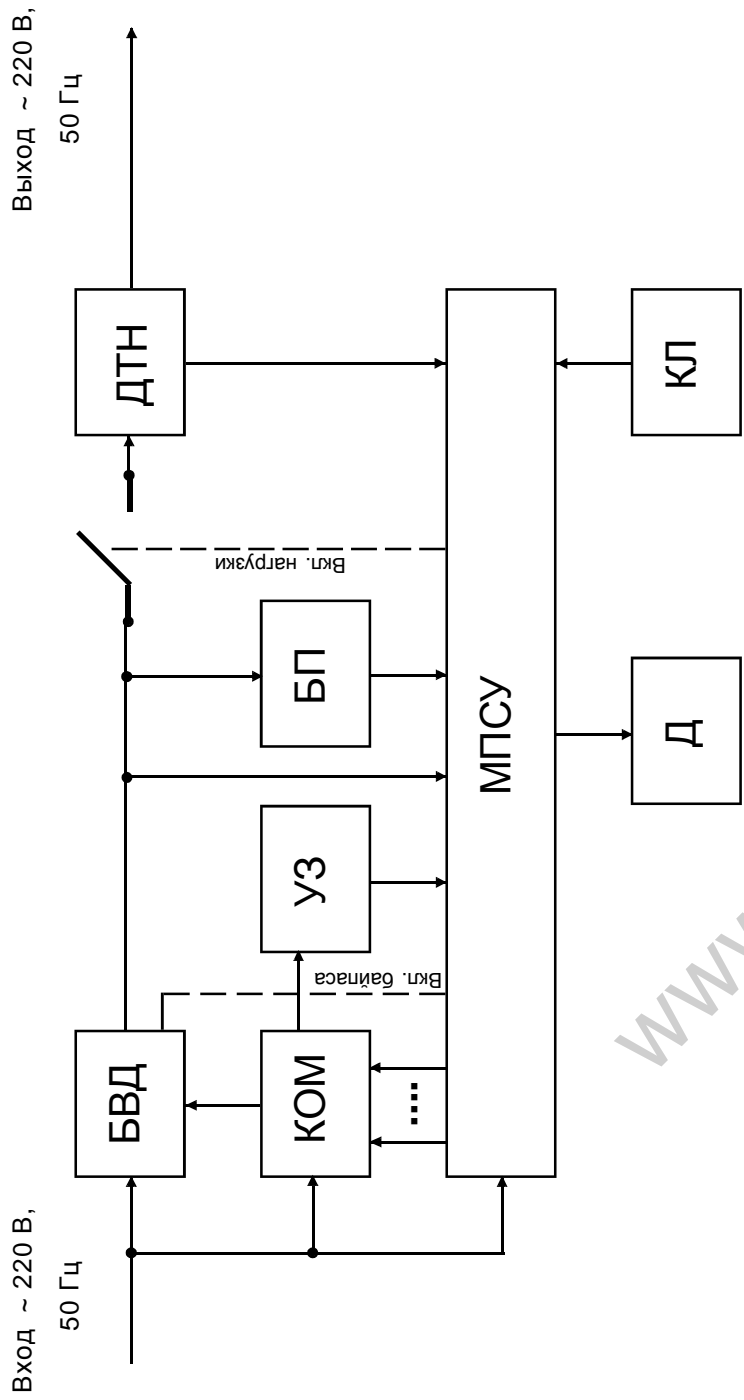 Вход ~ 220 В,
50 Гц
Выход ~ 220 В,
50 Гц
БВД
ДТН
КОМ
УЗ
БП
Вкл. байпаса
Вкл. нагрузки
....
МПСУ
Д
КЛ
www